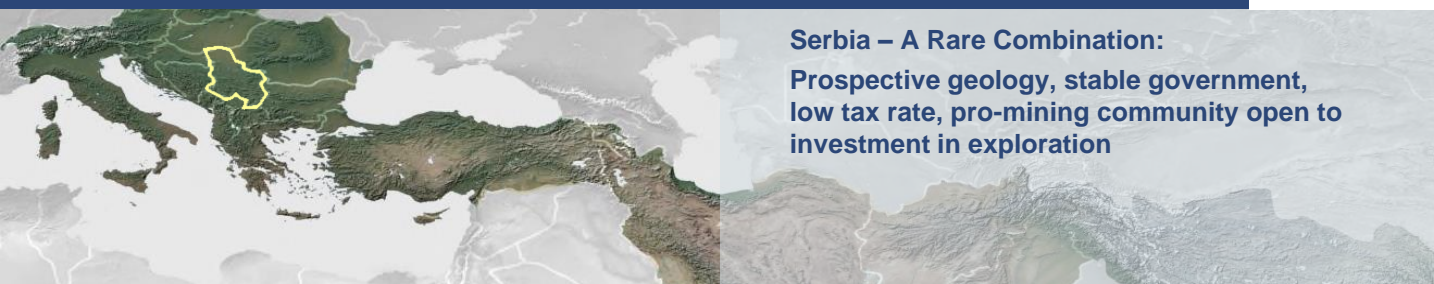 Serbia – A Rare Combination:
Prospective geology, stable government,
low tax rate, pro-mining community open to
investment in exploration